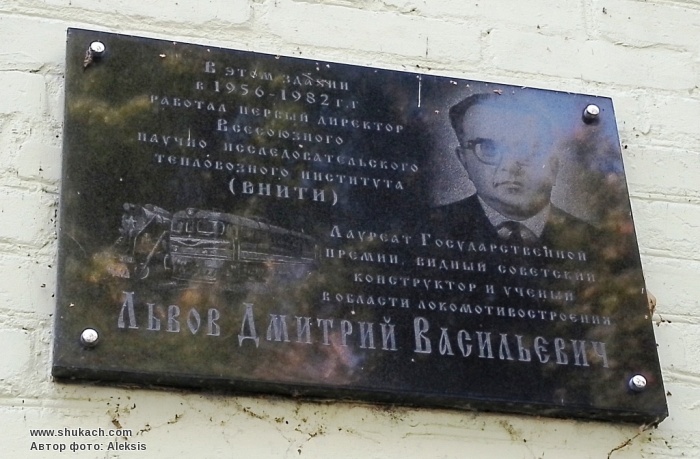 В этом здании
в 1956-1982 г.г
работал первый директор
Всесоюзного
научно исследовательского
тепловозного института
(ВНИТИ)
Лауреат Государственной
премии, видный советский
конструктор и ученый
в области локомотивостроения
Львов Дмитрий Васильевич
www.shukach.com
Автор фото: Aleksis